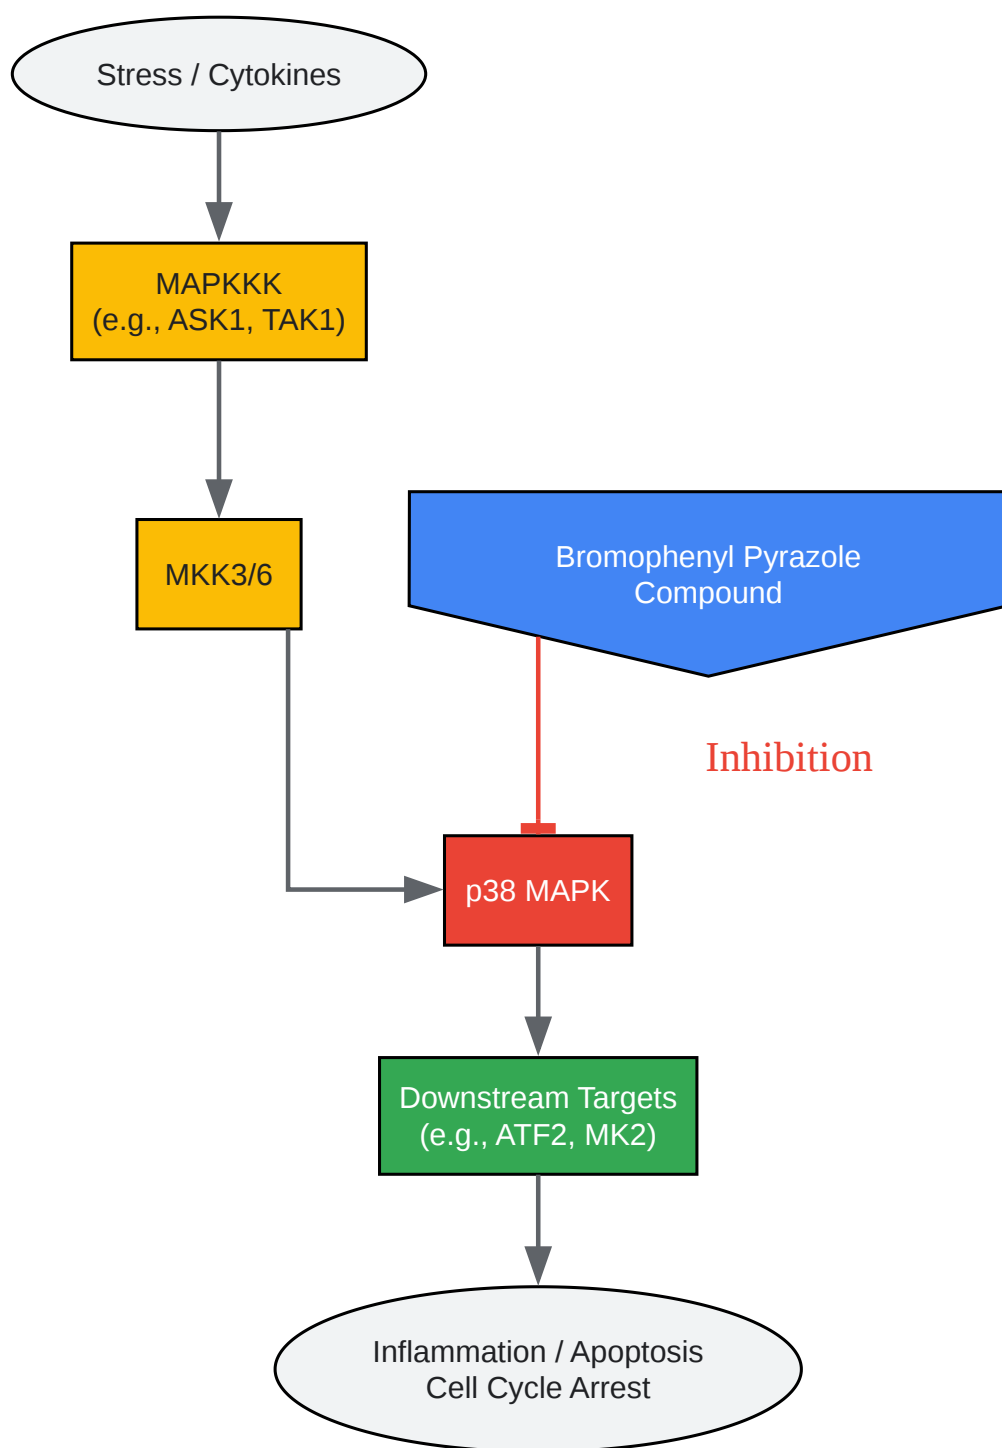 Stress / Cytokines
MAPKKK
(e.g., ASK1, TAK1)
MKK3/6
Bromophenyl Pyrazole
Compound
Inhibition
p38 MAPK
Downstream Targets
(e.g., ATF2, MK2)
Inflammation / Apoptosis
Cell Cycle Arrest